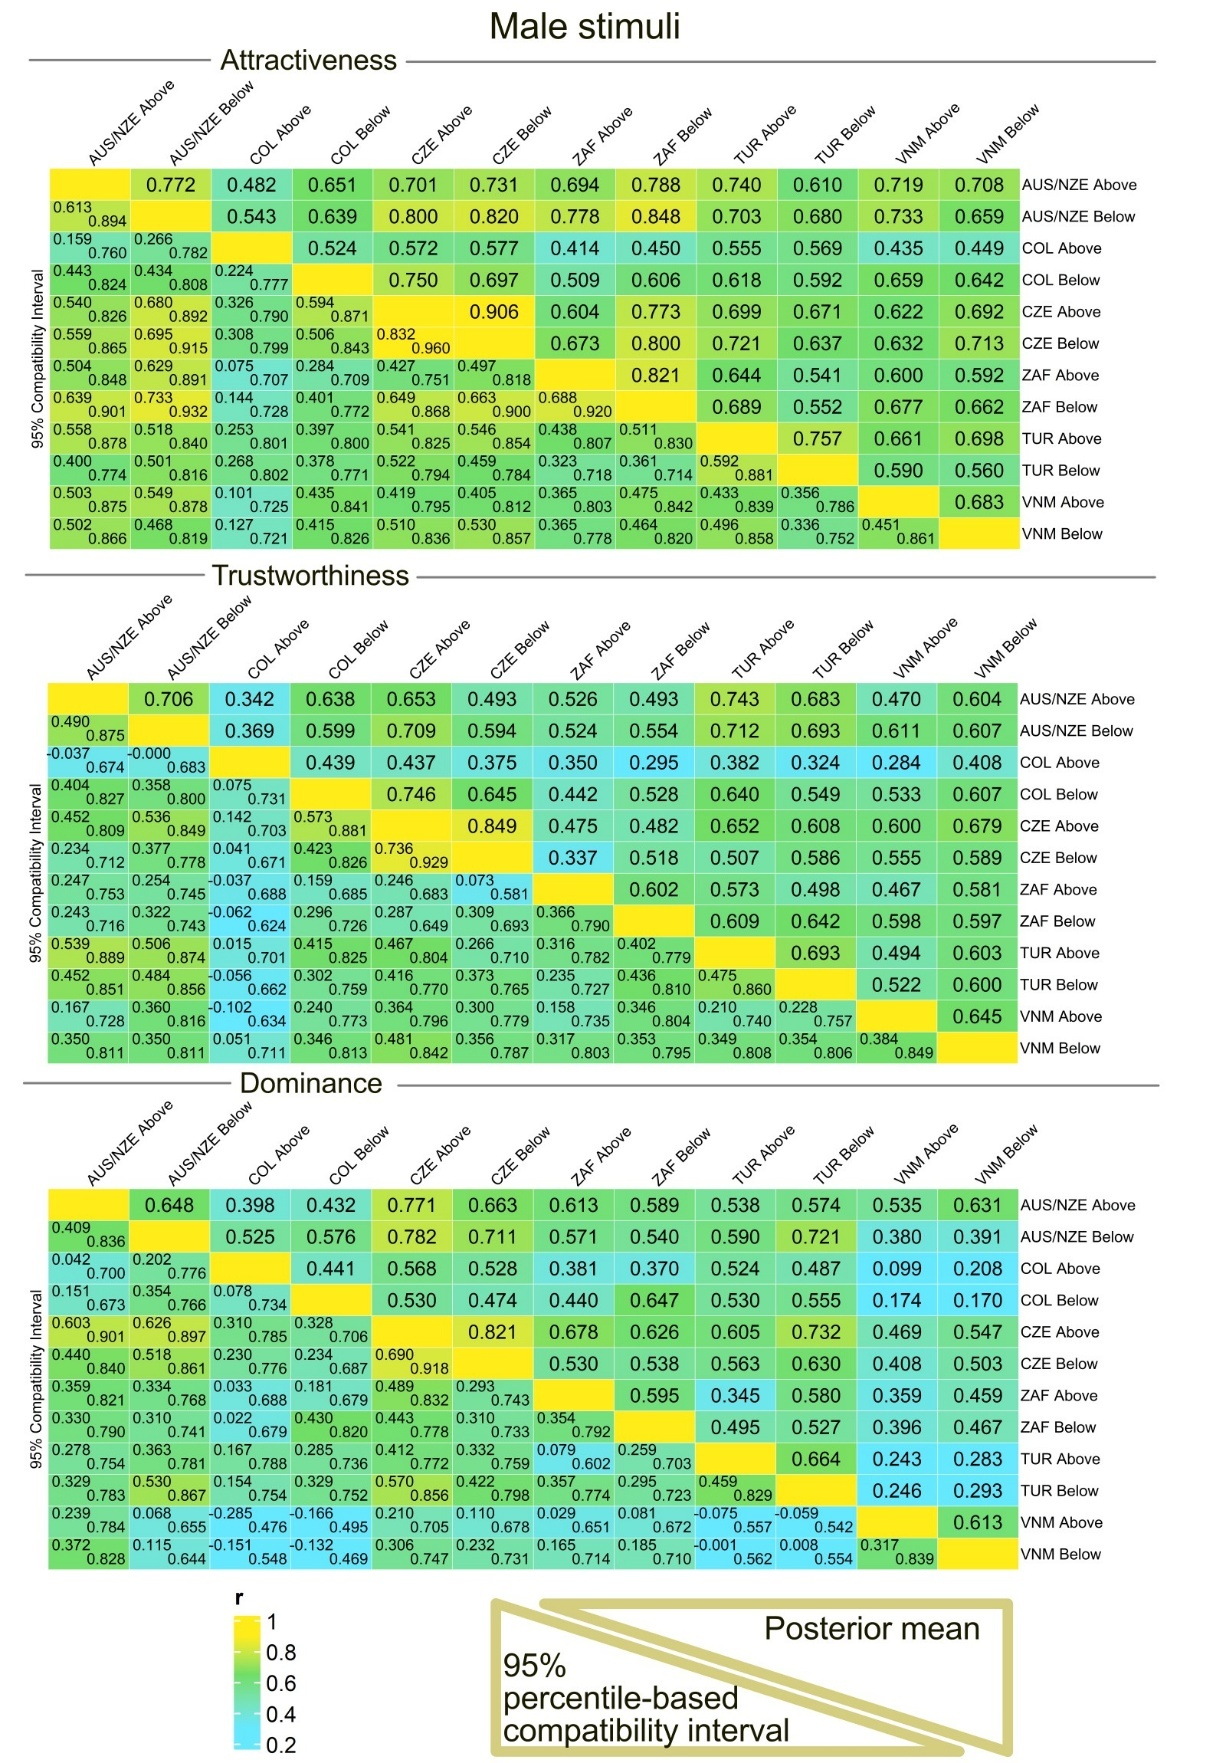 Male stimuli
Attractiveness
AUS/NZE Above AUS/NZE Below COL Above COL Below CZE Above CZE Below ZAF Above ZAF Below TUR Above TUR Below VNM Above VNM Below
0.772 0.482 0.651 0.701 0.731 0.694 0.788 0.740 0.610 0.719 0.708 AUS/NZE Above
0.613 0.894 0.543 0.639 0.800 0.820 0.778 0.848 0.703 0.680 0.733 0.659 AUS/NZE Below
0.159 0.760 0.266 0.782 0.524 0.572 0.577 0.414 0.450 0.555 0.569 0.435 0.449 COL Above
0.443 0.824 0.434 0.808 0.224 0.777 0.750 0.697 0.509 0.606 0.618 0.592 0.659 0.642 COL Below
0.540 0.826 0.680 0.892 0.326 0.790 0.594 0.871 0.906 0.604 0.773 0.699 0.671 0.622 0.692 CZE Above
0.559 0.865 0.695 0.915 0.308 0.799 0.506 0.843 0.832 0.960 0.673 0.800 0.721 0.637 0.632 0.713 CZE Below
0.504 0.848 0.629 0.891 0.075 0.707 0.284 0.709 0.427 0.751 0.497 0.818 0.821 0.644 0.541 0.600 0.592 ZAF Above
0.639 0.901 0.733 0.932 0.144 0.728 0.401 0.772 0.649 0.868 0.663 0.900 0.688 0.920 0.689 0.552 0.677 0.662 ZAF Below
0.558 0.878 0.518 0.840 0.253 0.801 0.397 0.800 0.541 0.825 0.546 0.854 0.438 0.807 0.511 0.830 0.757 0.661 0.698 TUR Above
0.400 0.774 0.501 0.816 0.268 0.802 0.378 0.771 0.522 0.794 0.459 0.784 0.323 0.718 0.361 0.714 0.592 0.881 0.590 0.560 TUR Below
0.503 0.875 0.549 0.878 0.101 0.725 0.435 0.841 0.419 0.795 0.405 0.812 0.365 0.803 0.475 0.842 0.433 0.839 0.356 0.786 0.683 VNM Above
0.502 0.866 0.468 0.819 0.127 0.721 0.415 0.826 0.510 0.836 0.530 0.857 0.365 0.778 0.464 0.820 0.496 0.858 0.336 0.752 0.451 0.861 VNM Below
95% Compatibility Interval
Trustworthiness
AUS/NZE Above AUS/NZE Below COL Above COL Below CZE Above CZE Below ZAF Above ZAF Below TUR Above TUR Below VNM Above VNM Below
0.706 0.342 0.638 0.653 0.493 0.526 0.493 0.743 0.683 0.470 0.604 AUS/NZE Above
0.490 0.875 0.369 0.599 0.709 0.594 0.524 0.554 0.712 0.693 0.611 0.607 AUS/NZE Below
-0.037 0.674 -0.000 0.683 0.439 0.437 0.375 0.350 0.295 0.382 0.324 0.284 0.408 COL Above
0.404 0.827 0.358 0.800 0.075 0.731 0.746 0.645 0.442 0.528 0.640 0.549 0.533 0.607 COL Below
0.452 0.809 0.536 0.849 0.142 0.703 0.573 0.881 0.849 0.475 0.482 0.652 0.608 0.600 0.679 CZE Above
0.234 0.712 0.377 0.778 0.041 0.671 0.423 0.826 0.736 0.929 0.337 0.518 0.507 0.586 0.555 0.589 CZE Below
0.247 0.753 0.254 0.745 -0.037 0.688 0.159 0.685 0.246 0.683 0.073 0.581 0.602 0.573 0.498 0.467 0.581 ZAF Above
0.243 0.716 0.322 0.743 -0.062 0.624 0.296 0.726 0.287 0.649 0.309 0.693 0.366 0.790 0.609 0.642 0.598 0.597 ZAF Below
0.539 0.889 0.506 0.874 0.015 0.701 0.415 0.825 0.467 0.804 0.266 0.710 0.316 0.782 0.402 0.779 0.693 0.494 0.603 TUR Above
0.452 0.851 0.484 0.856 -0.056 0.662 0.302 0.759 0.416 0.770 0.373 0.765 0.235 0.727 0.436 0.810 0.475 0.860 0.522 0.600 TUR Below
0.167 0.728 0.360 0.816 -0.102 0.634 0.240 0.773 0.364 0.796 0.300 0.779 0.158 0.735 0.346 0.804 0.210 0.740 0.228 0.757 0.645 VNM Above
0.350 0.811 0.350 0.811 0.051 0.711 0.346 0.813 0.481 0.842 0.356 0.787 0.317 0.803 0.353 0.795 0.349 0.808 0.354 0.806 0.384 0.849 VNM Below
95% Compatibility Interval
Dominance
AUS/NZE Above AUS/NZE Below COL Above COL Below CZE Above CZE Below ZAF Above ZAF Below TUR Above TUR Below VNM Above VNM Below
0.648 0.398 0.432 0.771 0.663 0.613 0.589 0.538 0.574 0.535 0.631 AUS/NZE Above
0.409 0.836 0.525 0.576 0.782 0.711 0.571 0.540 0.590 0.721 0.380 0.391 AUS/NZE Below
0.042 0.700 0.202 0.776 0.441 0.568 0.528 0.381 0.370 0.524 0.487 0.099 0.208 COL Above
0.151 0.673 0.354 0.766 0.078 0.734 0.530 0.474 0.440 0.647 0.530 0.555 0.174 0.170 COL Below
0.603 0.901 0.626 0.897 0.310 0.785 0.328 0.706 0.821 0.678 0.626 0.605 0.732 0.469 0.547 CZE Above
0.440 0.840 0.518 0.861 0.230 0.776 0.234 0.687 0.690 0.918 0.530 0.538 0.563 0.630 0.408 0.503 CZE Below
0.359 0.821 0.334 0.768 0.033 0.688 0.181 0.679 0.489 0.832 0.293 0.743 0.595 0.345 0.580 0.359 0.459 ZAF Above
0.330 0.790 0.310 0.741 0.022 0.679 0.430 0.820 0.443 0.778 0.310 0.733 0.354 0.792 0.495 0.527 0.396 0.467 ZAF Below
0.278 0.754 0.363 0.781 0.167 0.788 0.285 0.736 0.412 0.772 0.332 0.759 0.079 0.602 0.259 0.703 0.664 0.243 0.283 TUR Above
0.329 0.783 0.530 0.867 0.154 0.754 0.329 0.752 0.570 0.856 0.422 0.798 0.357 0.774 0.295 0.723 0.459 0.829 0.246 0.293 TUR Below
0.239 0.784 0.068 0.655 -0.285 0.476 -0.166 0.495 0.210 0.705 0.110 0.678 0.029 0.651 0.081 0.672 -0.075 0.557 -0.059 0.542 0.613 VNM Above
0.372 0.828 0.115 0.644 -0.151 0.548 -0.132 0.469 0.306 0.747 0.232 0.731 0.165 0.714 0.185 0.710 -0.001 0.562 0.008 0.554 0.317 0.839 VNM Below
95% Compatibility Interval
r
1
0.8
0.6
0.4
0.2
Posterior mean
95%
percentile-based
compatibility interval